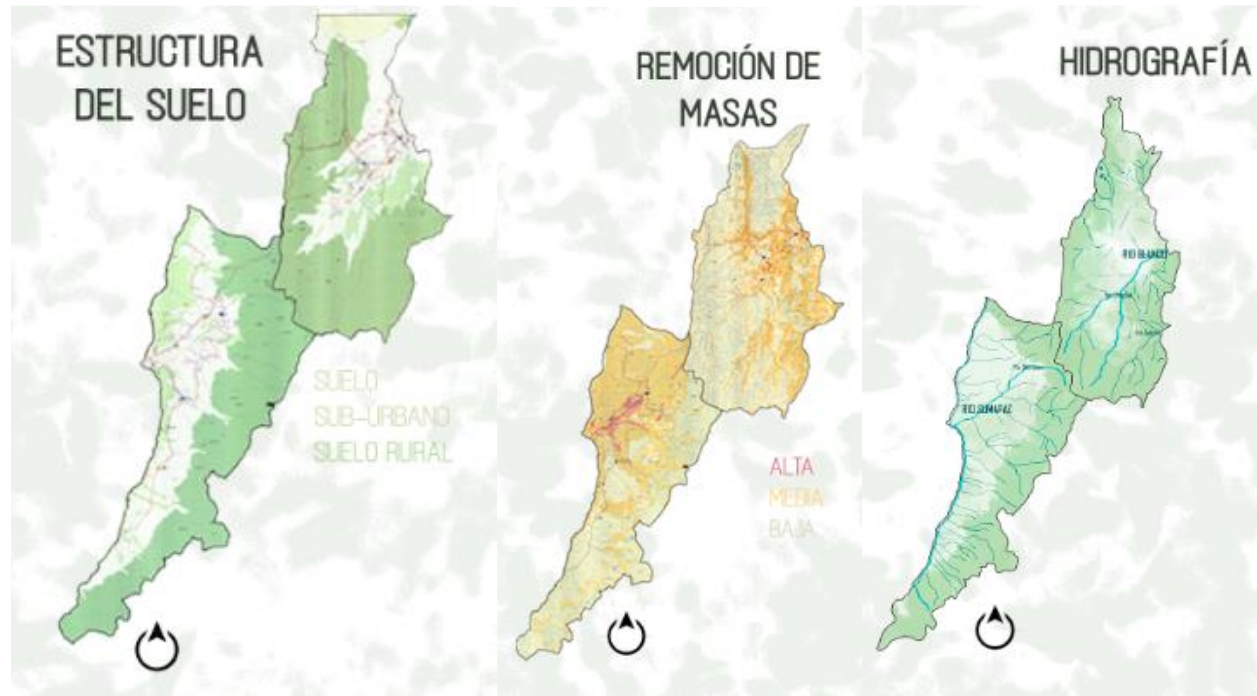 ESTRUCTURA
DEL SUELO
SUELO
SUB-URBANO
SUELO RURAL
REMOCIÓN DE
MASAS
ALTA
MEDIA
BAJA
HIDROGRAFÍA
RIO BLANCO
RIO SUMAPAZ